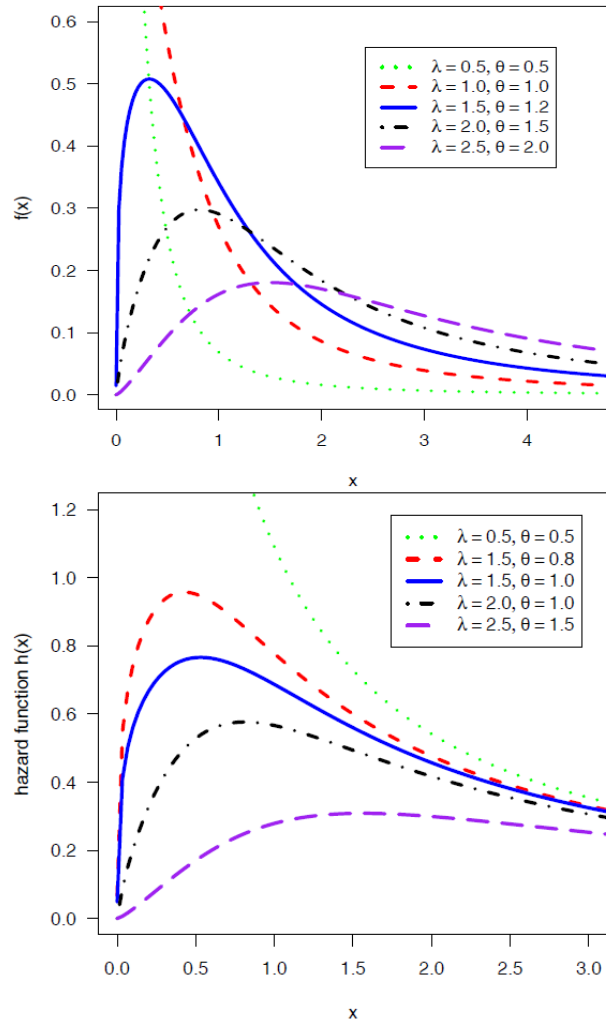 0.6
0.5
0.4
0.3
0.2
0.1
0.0
f(x)
λ = 0.5, θ = 0.5
λ = 1.0, θ = 1.0
λ = 1.5, θ = 1.2
λ = 2.0, θ = 1.5
λ = 2.5, θ = 2.0
0 1 2 3 4
x
1.2
1.0
0.8
0.6
0.4
0.2
0.0
hazard function h(x)
λ = 0.5, θ = 0.5
λ = 1.5, θ = 0.8
λ = 1.5, θ = 1.0
λ = 2.0, θ = 1.0
λ = 2.5, θ = 1.5
0.0 0.5 1.0 1.5 2.0 2.5 3.0
x